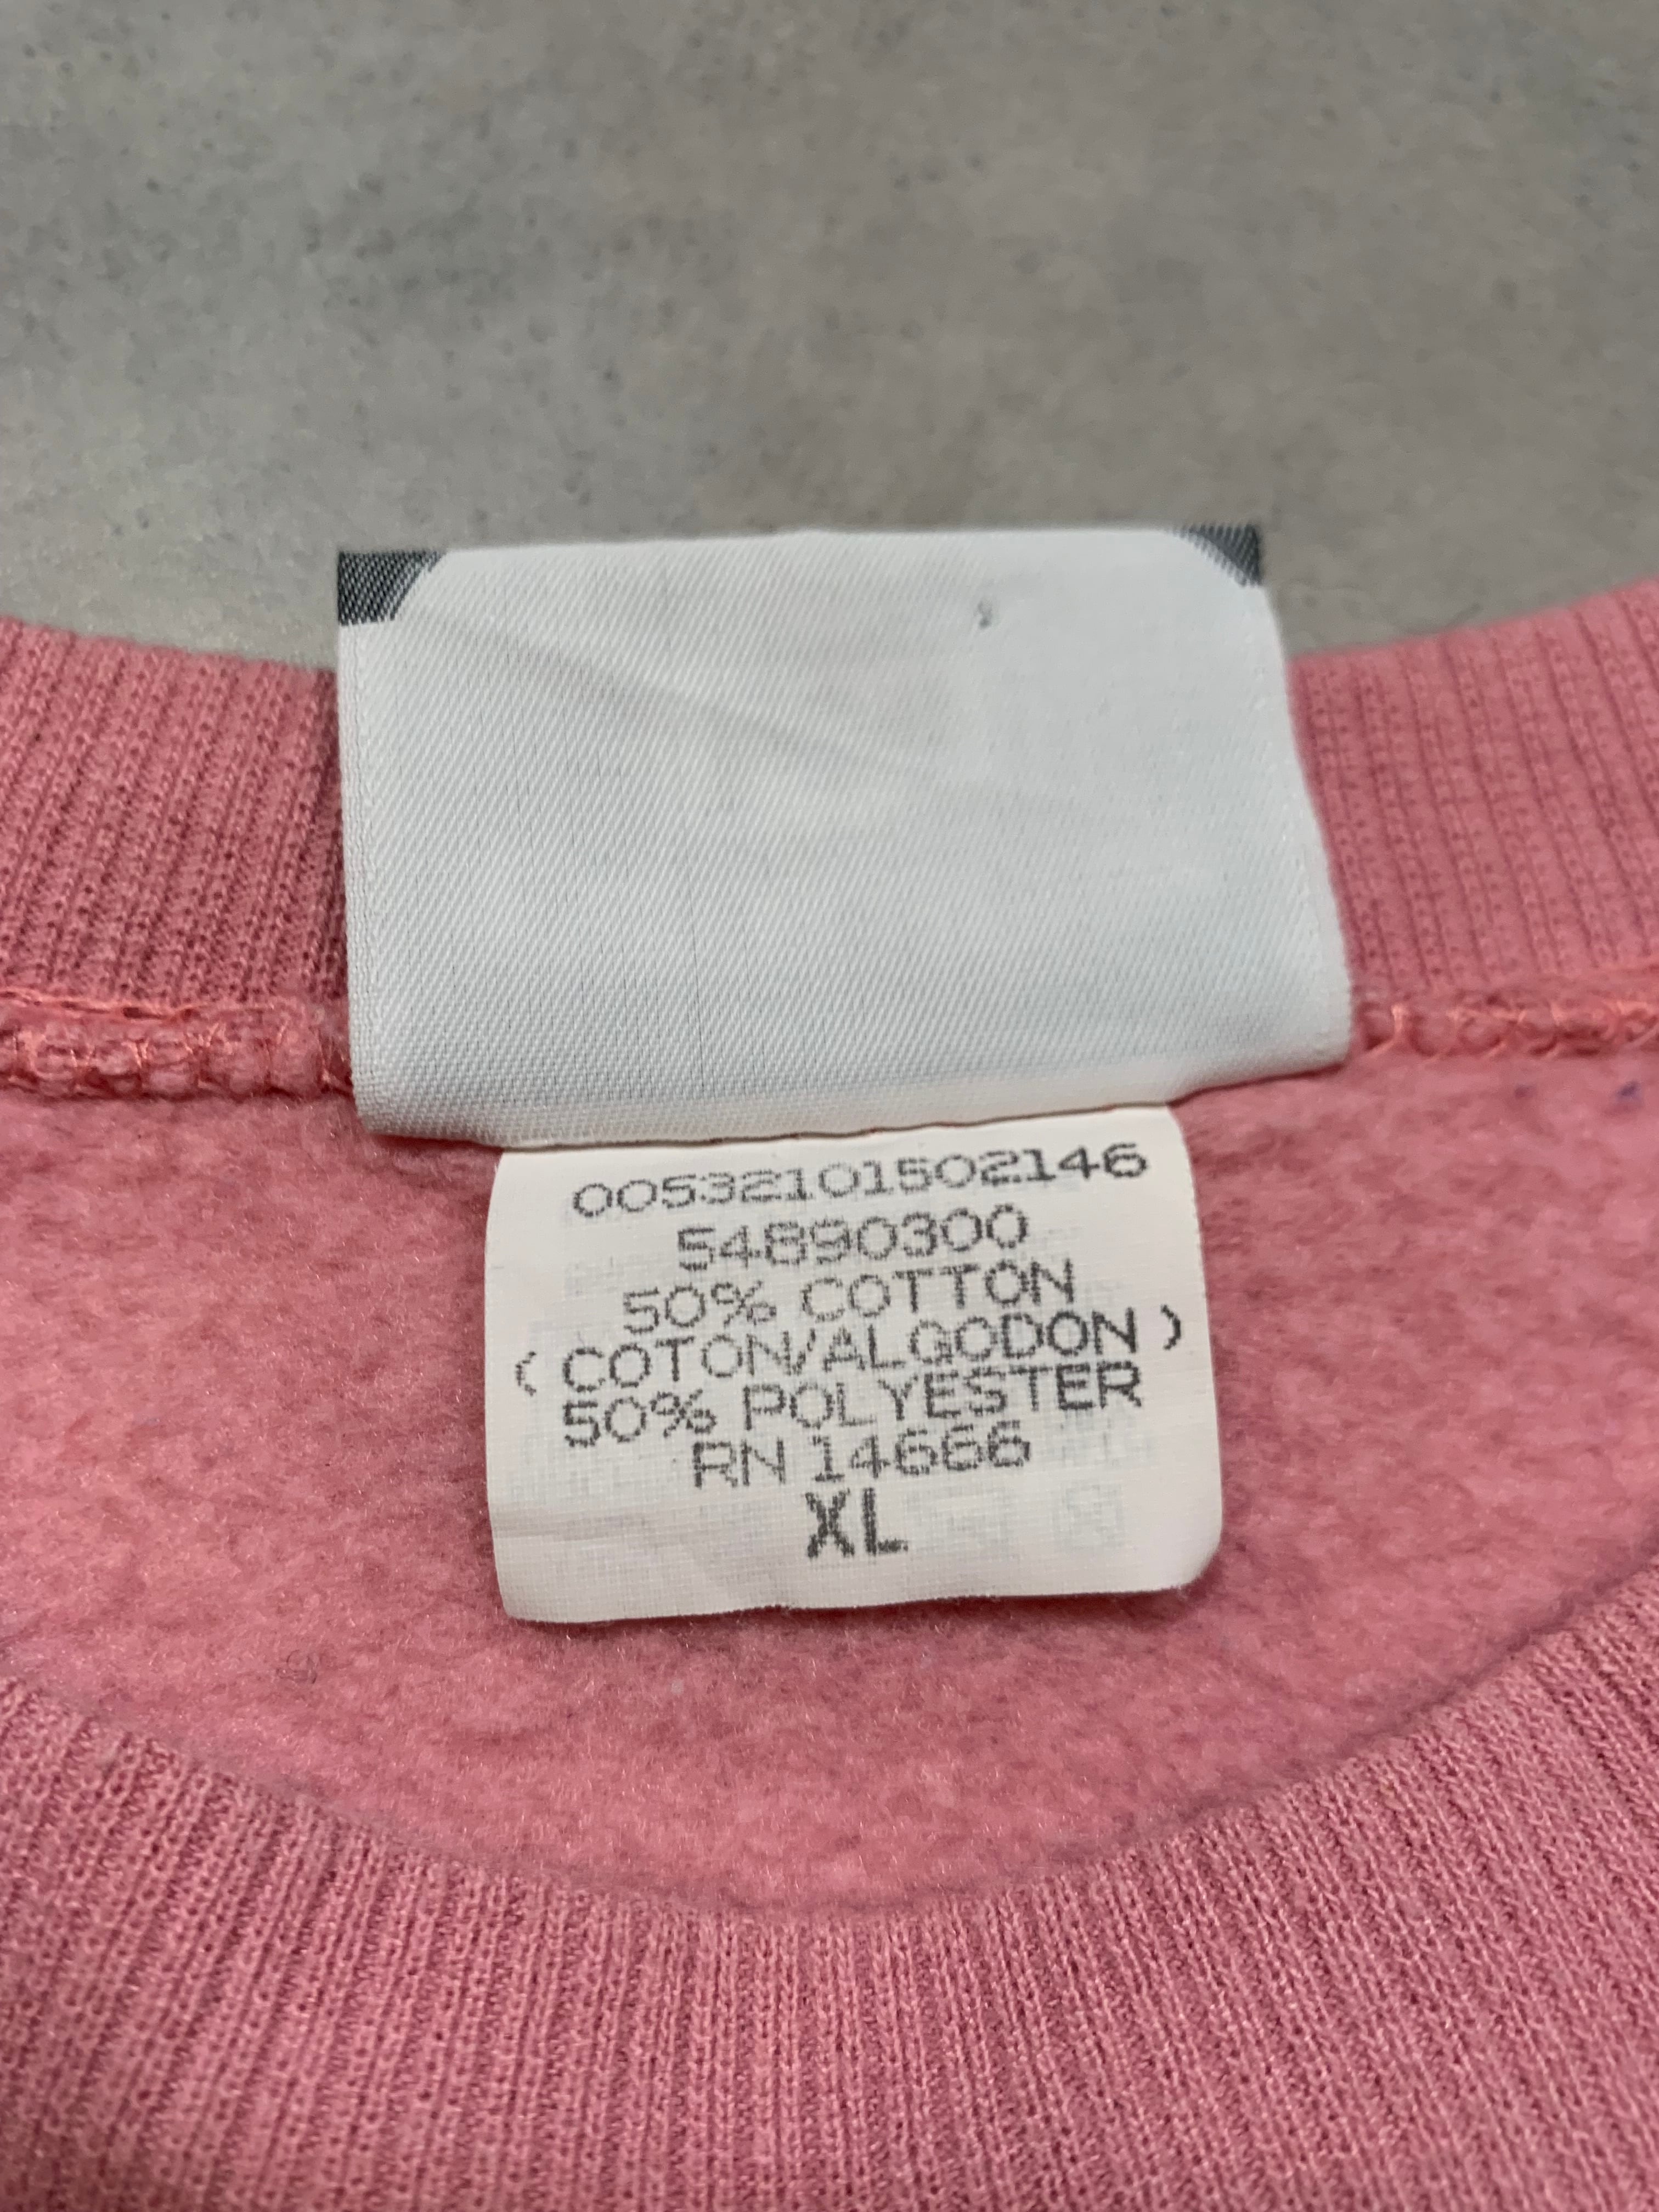 00532101502146
54890300
50% COTTON
( COTON/ALGODON )
50% POLYESTER
RN 14666
XL